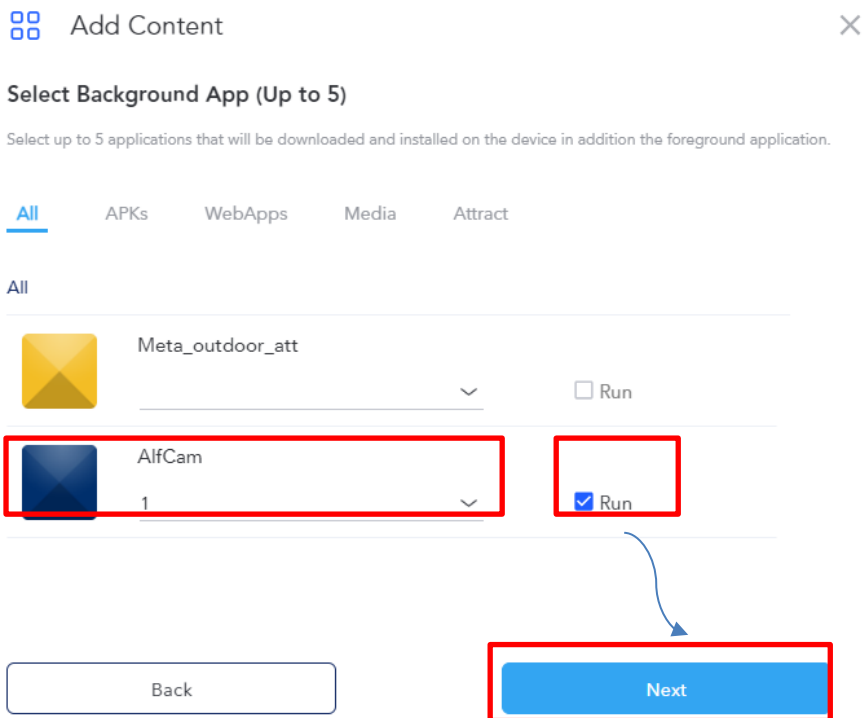 Add Content
Select Background App (Up to 5)
Select up to 5 applications that will be downloaded and installed on the device in addition the foreground application.
All APKs WebApps Media Attract
All
Meta_outdoor_att
Run
AlfCam
1 Run
Back Next